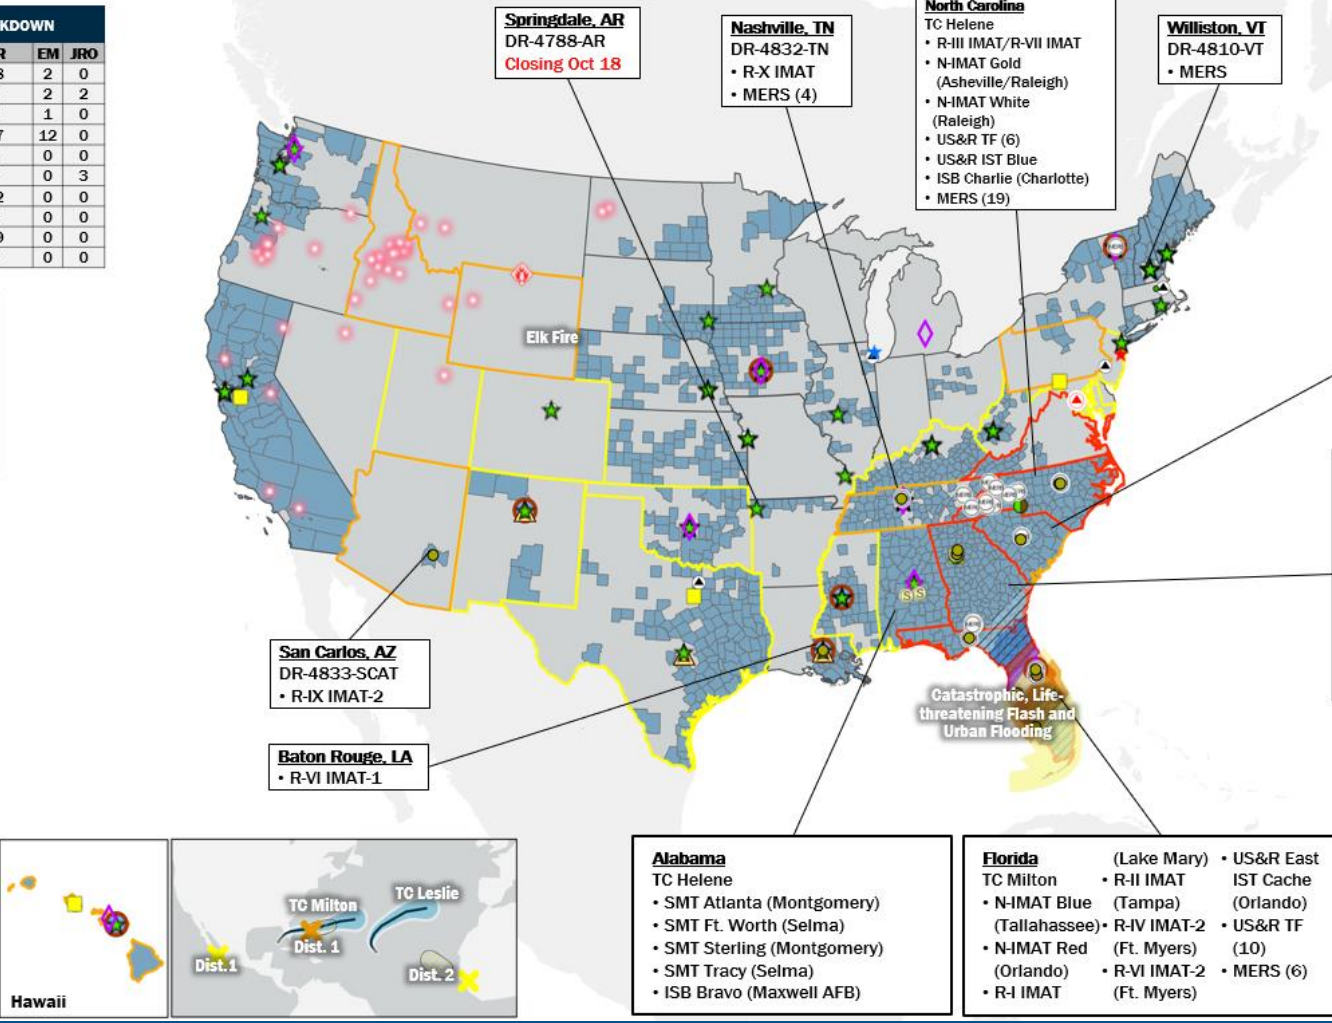 KDOWN
R EM JRO
8 2 0
2 2
1 0
7 12 0
0 0
0 3
2 0 0
0 0
9 0 0
0 0
Springdale, AR
DR-4788-AR
Closing Oct 18
Nashville, TN
DR-4832-TN
• R-X IMAT
• MERS (4)
North Carolina
TC Helene
• R-III IMAT/R-VII IMAT
• N-IMAT Gold
(Asheville/Raleigh)
• N-IMAT White
(Raleigh)
• US&R TF (6)
• US&R IST Blue
• ISB Charlie (Charlotte)
• MERS (19)
Williston, VT
DR-4810-VT
• MERS
Elk Fire
San Carlos, AZ
DR-4833-SCAT
• R-IX IMAT-2
Baton Rouge, LA
• R-VI IMAT-1
Catastrophic, Life-
threatening Flash and
Urban Flooding
Hawaii
TC Milton
TC Leslie
Dist. 1
Dist.1
Dist. 2
Alabama
TC Helene
• SMT Atlanta (Montgomery)
• SMT Ft. Worth (Selma)
• SMT Sterling (Montgomery)
• SMT Tracy (Selma)
• ISB Bravo (Maxwell AFB)
Florida
TC Milton
• N-IMAT Blue
(Tallahassee)
• N-IMAT Red
(Orlando)
• R-I IMAT
(Lake Mary)
• R-II IMAT
(Tampa)
• R-IV IMAT-2
(Ft. Myers)
• R-VI IMAT-2
(Ft. Myers)
• US&R East
IST Cache
(Orlando)
• US&R TF
(10)
• MERS (6)